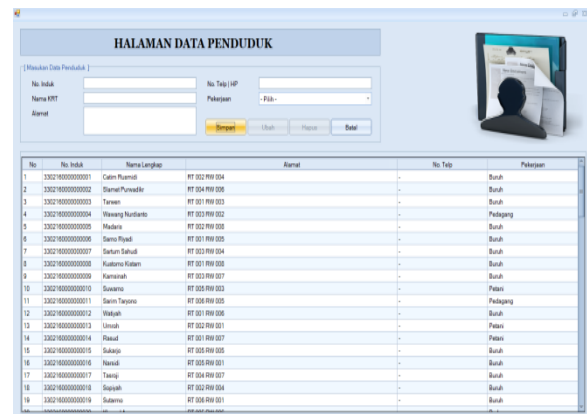 HALAMAN DATA PENDUDUK
[ Masukan Data Penduduk ]
No. Induk
No. Telp | HP
Nama KRT
Pekerjaan
- Pilih -
Alamat
Simpan Ubah Hapus Batal
No No. Induk Nama Lengkap Alamat No. Telp Pekerjaan
1 3302160000000001 Catim Rusmidi RT 002 RW 004 - Buruh
2 3302160000000002 Slamet Purwadikr RT 004 RW 006 - Buruh
3 3302160000000003 Tarwen RT 001 RW 003 - Buruh
4 3302160000000004 Wawang Nurdianto RT 003 RW 002 - Pedagang
5 3302160000000005 Madaris RT 002 RW 008 - Buruh
6 3302160000000006 Samo Riyadi RT 001 RW 005 - Buruh
7 3302160000000007 Sartum Sahudi RT 003 RW 004 - Buruh
8 3302160000000008 Kustomo Kistam RT 001 RW 008 - Buruh
9 3302160000000009 Kamsinah RT 003 RW 007 - Buruh
10 3302160000000010 Suwarno RT 005 RW 003 - Petani
11 3302160000000011 Sarim Taryono RT 006 RW 005 - Pedagang
12 3302160000000012 Watiyah RT 001 RW 006 - Buruh
13 3302160000000013 Umroh RT 002 RW 001 - Petani
14 3302160000000014 Rasud RT 001 RW 007 - Petani
15 3302160000000015 Sukarjo RT 005 RW 005 - Buruh
16 3302160000000016 Narsidi RT 005 RW 001 - Buruh
17 3302160000000017 Tasroji RT 004 RW 007 - Buruh
18 3302160000000018 Sopiyah RT 002 RW 004 - Buruh
19 3302160000000019 Sutarmo RT 006 RW 001 - Buruh